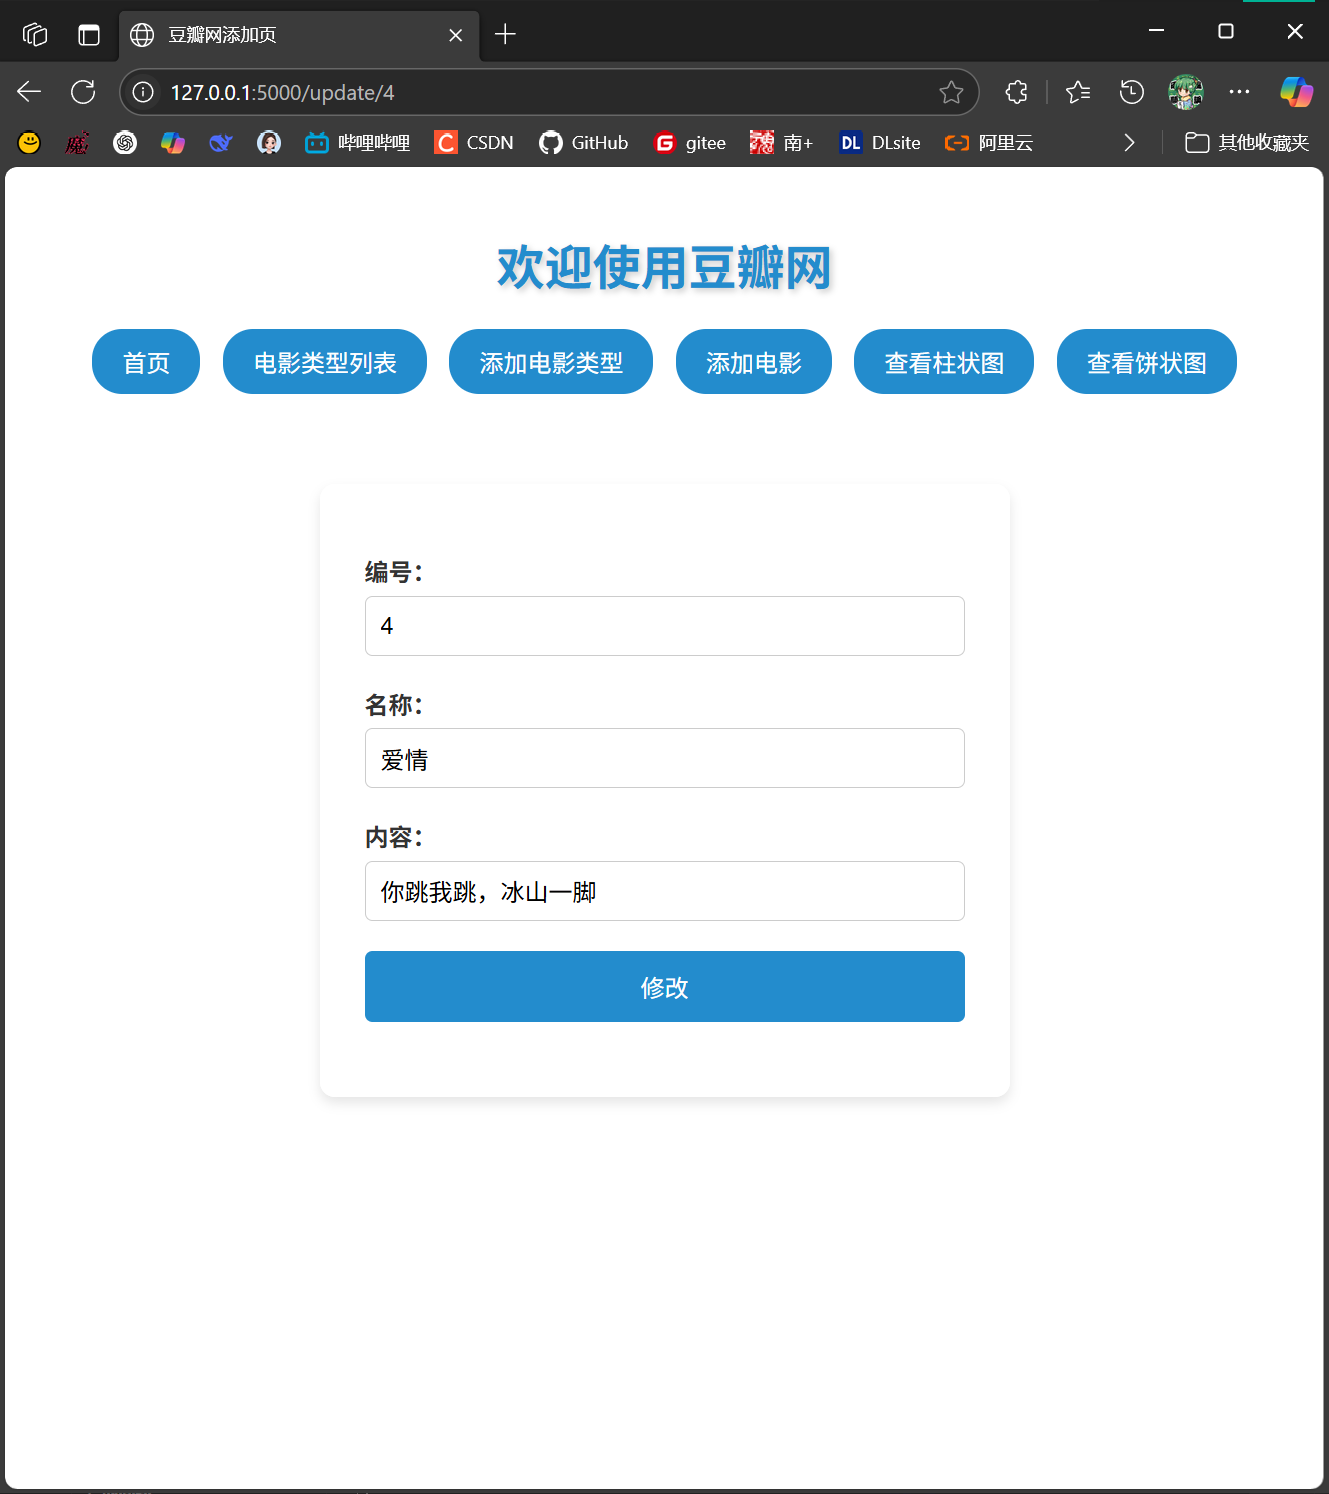 豆瓣网添加页
127.0.0.1:5000/update/4
魔 哔哩哔哩 CSDN GitHub gitee 南+ DL DLsite 阿里云 其他收藏夹
欢迎使用豆瓣网
首页 电影类型列表 添加电影类型 添加电影 查看柱状图 查看饼状图
编号：
4
名称：
爱情
内容：
你跳我跳，冰山一脚
修改